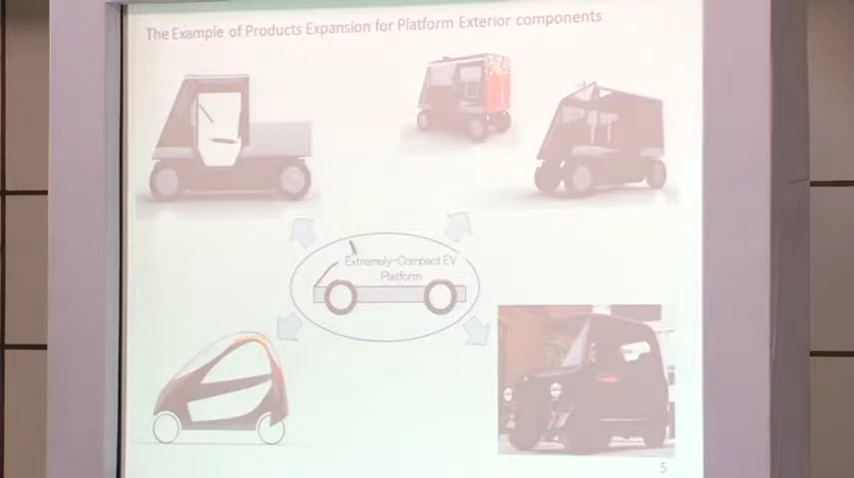 The Example of Products Expansion for Platform Exterior components
Extremely-Compact EV
Platform
5